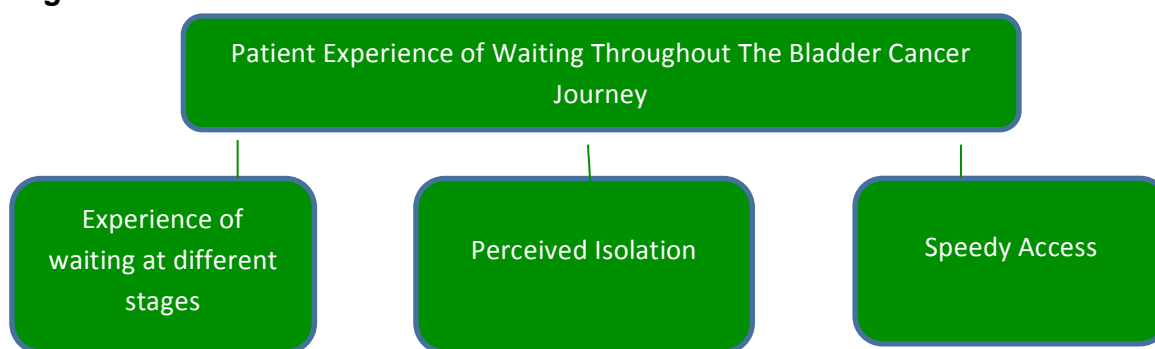 Patient Experience of Waiting Throughout The Bladder Cancer
Journey
Experience of
waiting at different
stages
Perceived Isolation
Speedy Access